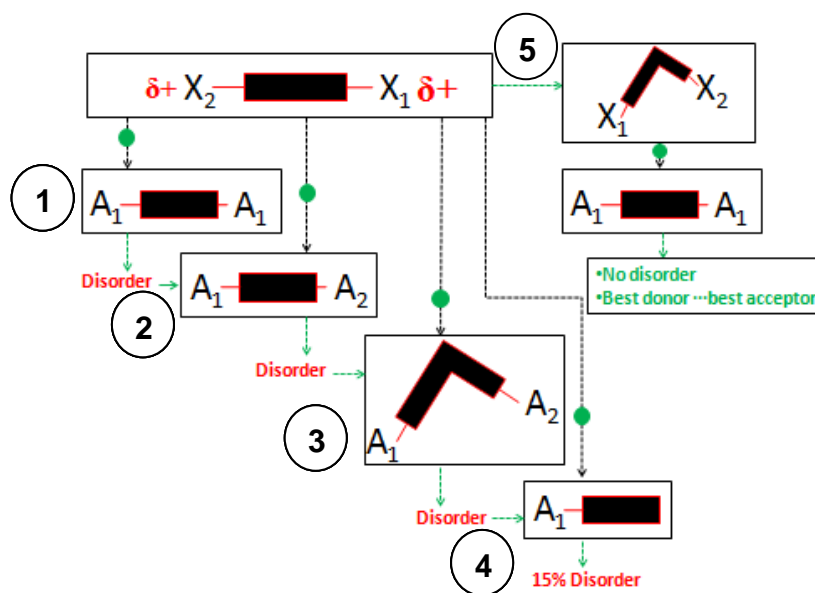 5
δ+ X2 X1 δ+
X1 X2
1
A1 A1
A1 A1
Disorder
A1 A2
•No disorder
•Best donor ···best acceptor
2
Disorder
3
A1 A2
Disorder
A1
4
15% Disorder